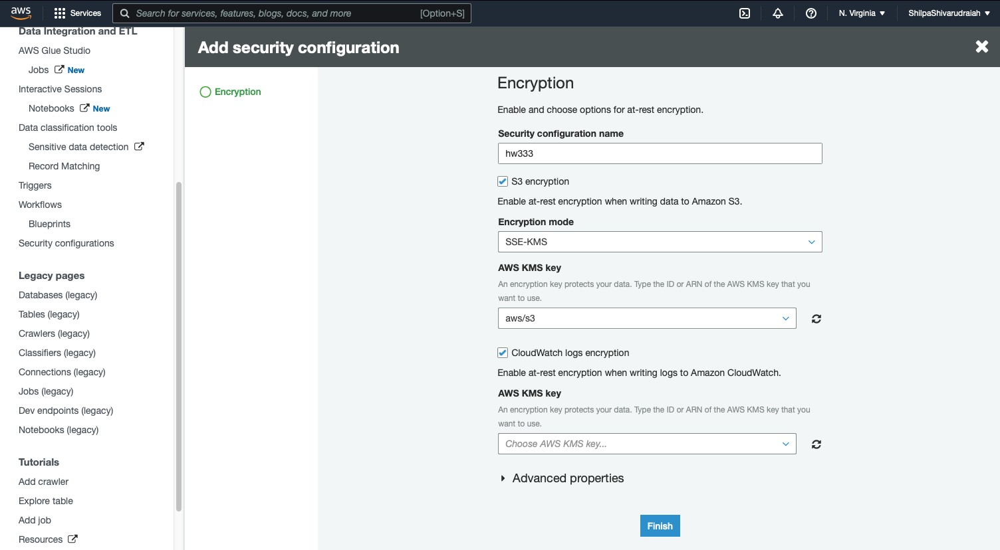 aws
Services
Search for services, features, blogs, docs, and more
[Option+S]
N. Virginia
ShilpaShivarudraiah
Data Integration and ETL
AWS Glue Studio
Jobs New
Interactive Sessions
Notebooks New
Data classification tools
Sensitive data detection
Record Matching
Triggers
Workflows
Blueprints
Security configurations
Legacy pages
Databases (legacy)
Tables (legacy)
Crawlers (legacy)
Classifiers (legacy)
Connections (legacy)
Jobs (legacy)
Dev endpoints (legacy)
Notebooks (legacy)
Tutorials
Add crawler
Explore table
Add job
Resources
Add security configuration
Encryption
Encryption
Enable and choose options for at-rest encryption.
Security configuration name
hw333
S3 encryption
Enable at-rest encryption when writing data to Amazon S3.
Encryption mode
SSE-KMS
AWS KMS key
An encryption key protects your data. Type the ID or ARN of the AWS KMS key that you
want to use.
aws/s3
CloudWatch logs encryption
Enable at-rest encryption when writing logs to Amazon CloudWatch.
AWS KMS key
An encryption key protects your data. Type the ID or ARN of the AWS KMS key that you
want to use.
Choose AWS KMS key...
Advanced properties
Finish